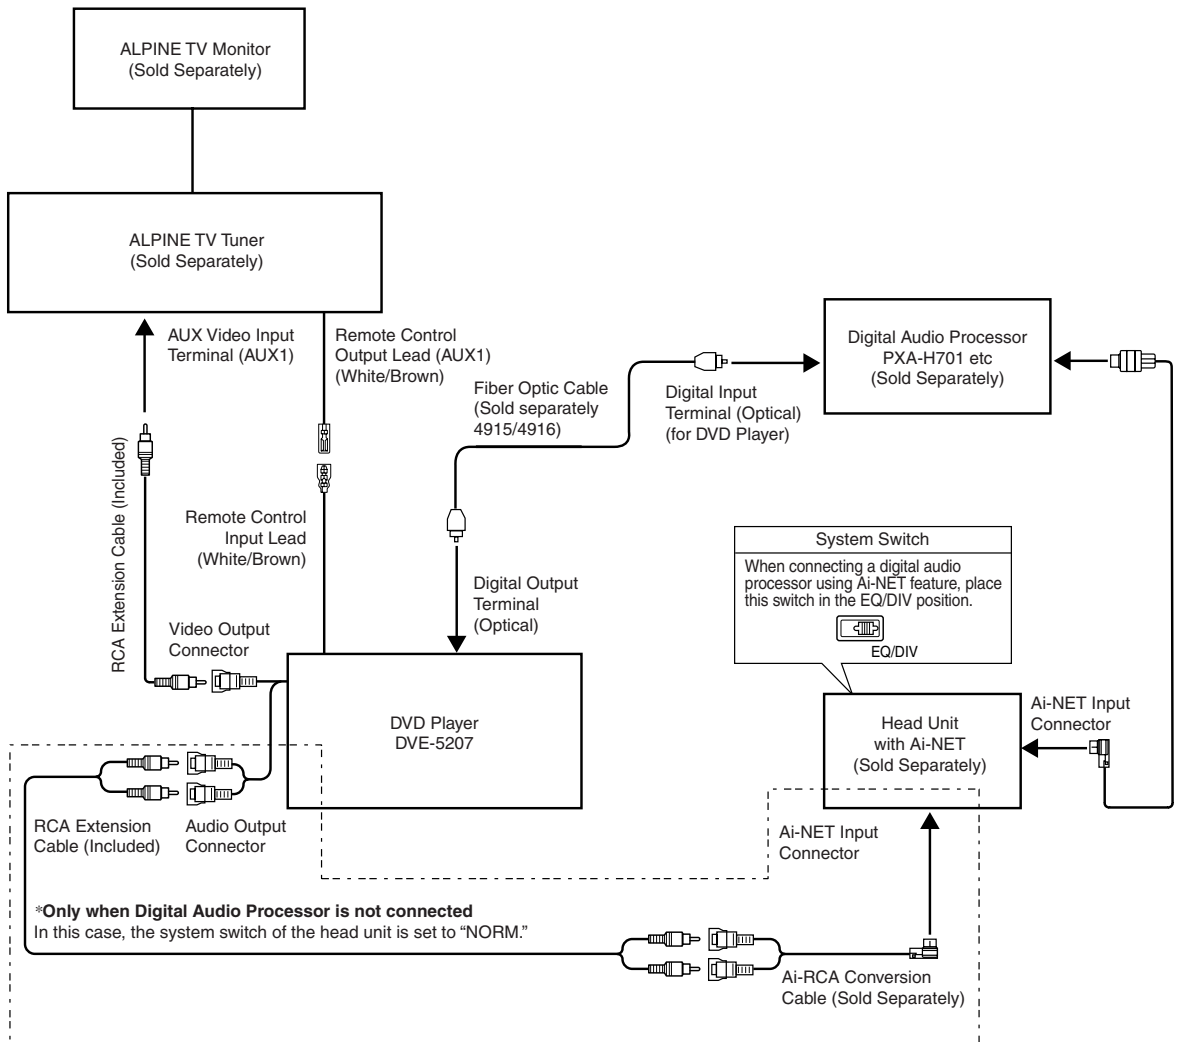 ALPINE TV Monitor
(Sold Separately)
ALPINE TV Tuner
(Sold Separately)
AUX Video Input
Terminal (AUX1)
Remote Control
Output Lead (AUX1)
(White/Brown)
Fiber Optic Cable
(Sold separately
4915/4916)
Digital Input
Terminal (Optical)
(for DVD Player)
Digital Audio Processor
PXA-H701 etc
(Sold Separately)
RCA Extension Cable (Included)
Remote Control
Input Lead
(White/Brown)
Digital Output
Terminal
(Optical)
System Switch
When connecting a digital audio
processor using Ai-NET feature, place
this switch in the EQ/DIV position.
EQ/DIV
Video Output
Connector
DVD Player
DVE-5207
Head Unit
with Ai-NET
(Sold Separately)
Ai-NET Input
Connector
RCA Extension
Cable (Included)
Audio Output
Connector
Ai-NET Input
Connector
*Only when Digital Audio Processor is not connected
In this case, the system switch of the head unit is set to “NORM.”
Ai-RCA Conversion
Cable (Sold Separately)